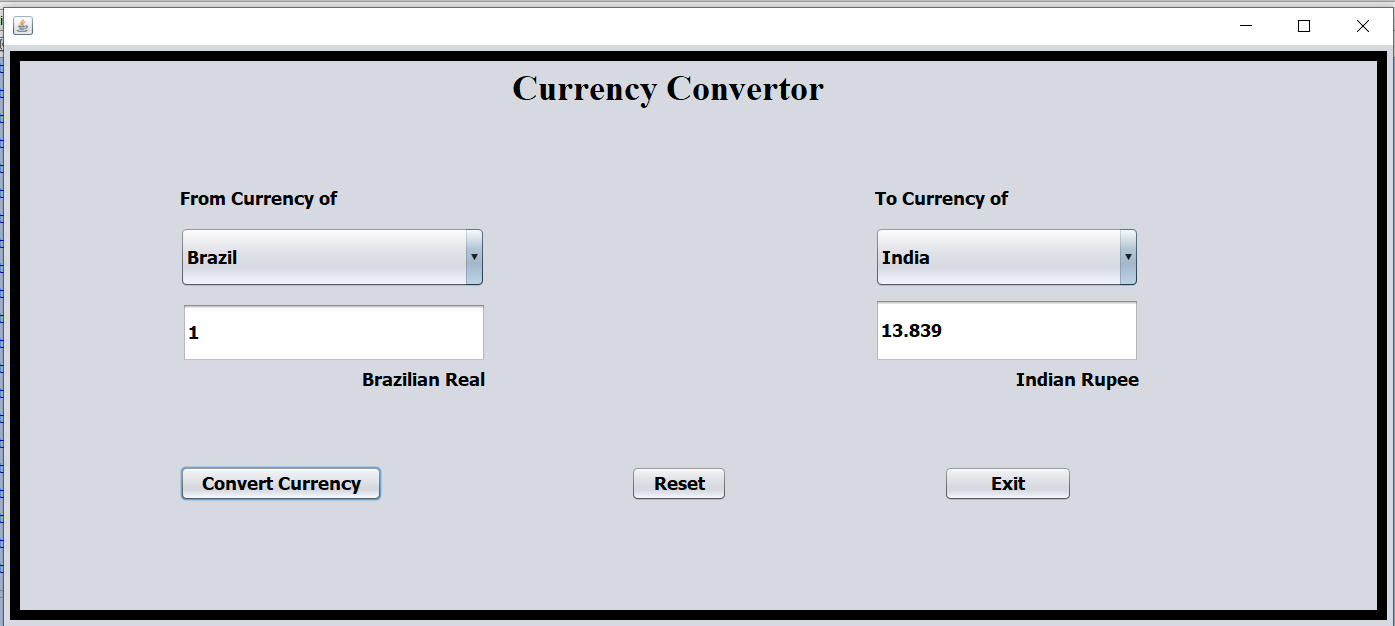 Currency Convertor
From Currency of
To Currency of
Brazil
India
1
13.839
Brazilian Real
Indian Rupee
Convert Currency
Reset
Exit